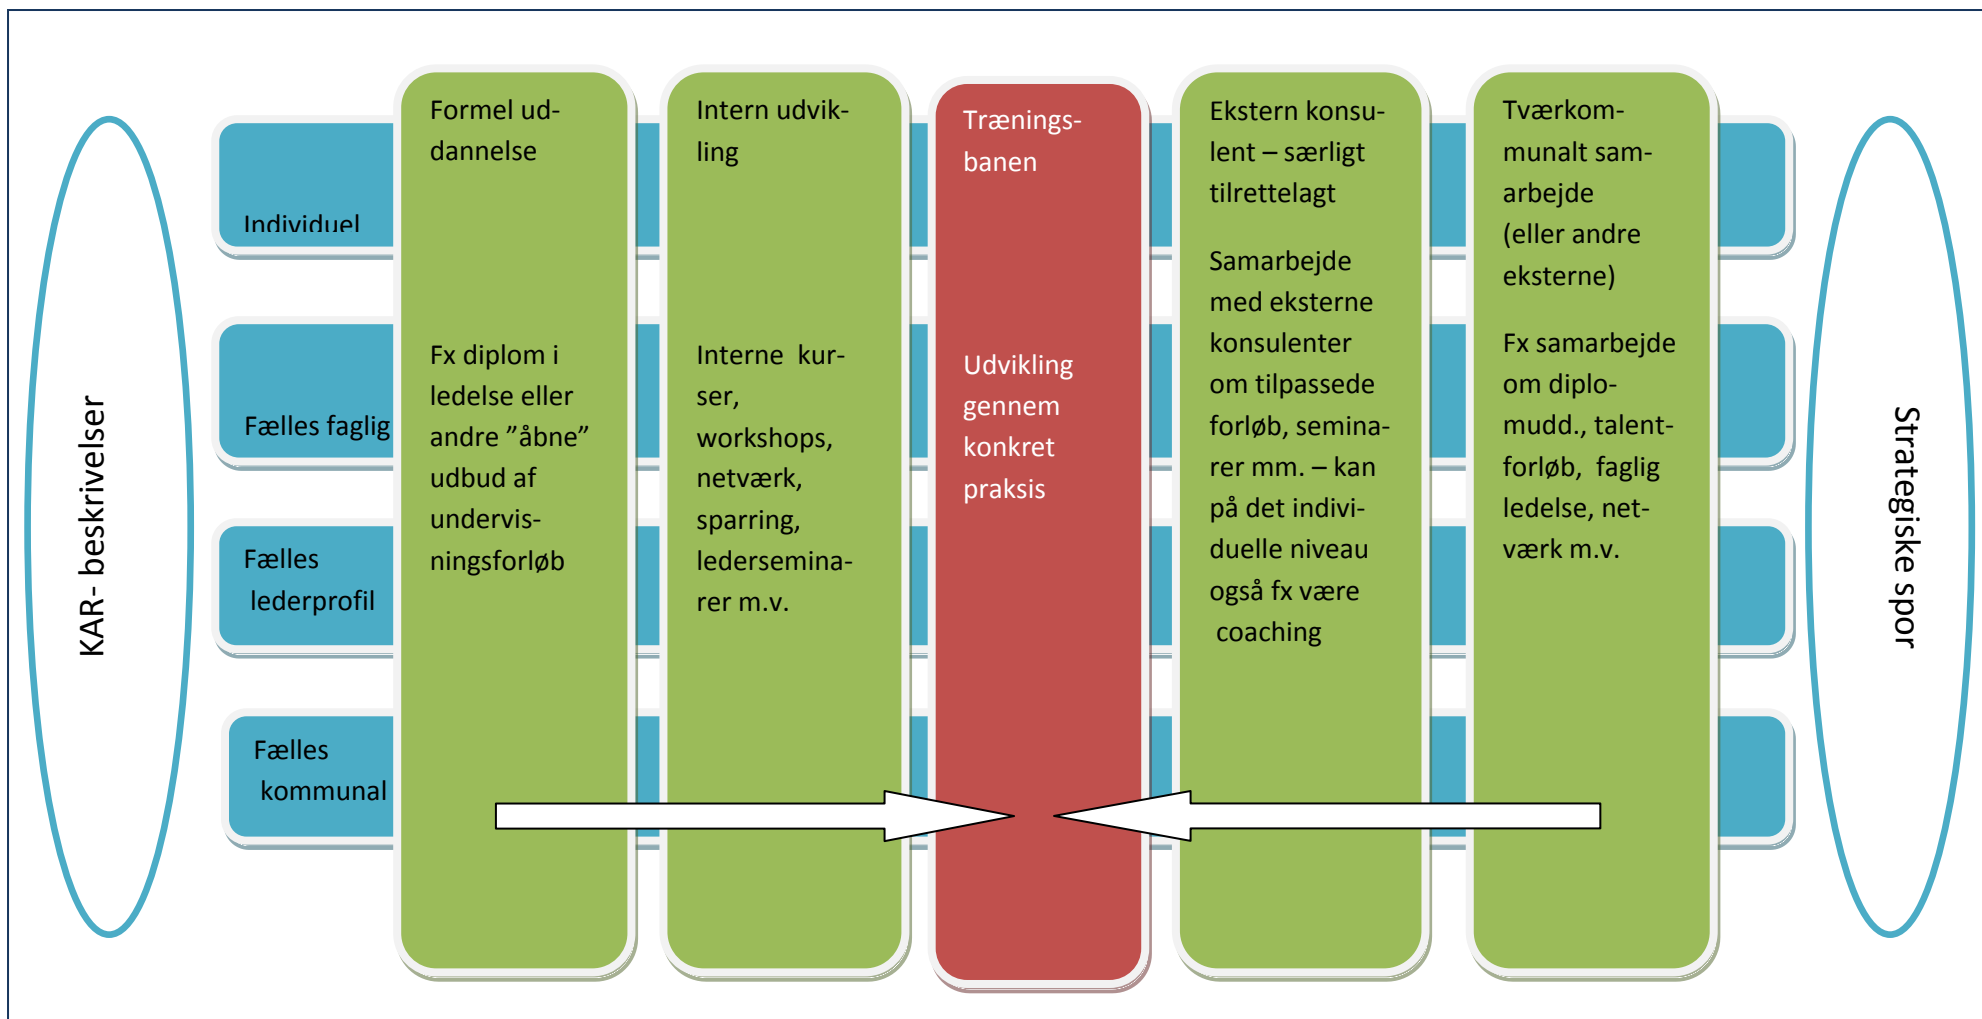 KAR- beskrivelser
Individuel
Fælles faglig
Fælles
lederprofil
Fælles
kommunal
Formel ud-
dannelse
Fx diplom i
ledelse eller
andre ”åbne”
udbud af
undervis-
ningsforløb
Intern udvik-
ling
Interne kur-
ser,
workshops,
netværk,
sparring,
ledersemina-
rer m.v.
Trænings-
banen
Udvikling
gennem
konkret
praksis
Ekstern konsu-
lent – særligt
tilrettelagt
Samarbejde
med eksterne
konsulenter
om tilpassede
forløb, semina-
rer mm. – kan
på det indivi-
duelle niveau
også fx være
coaching
Tværkom-
munalt sam-
arbejde
(eller andre
eksterne)
Fx samarbejde
om diplo-
mudd., talent-
forløb, faglig
ledelse, net-
værk m.v.
Strategiske spor